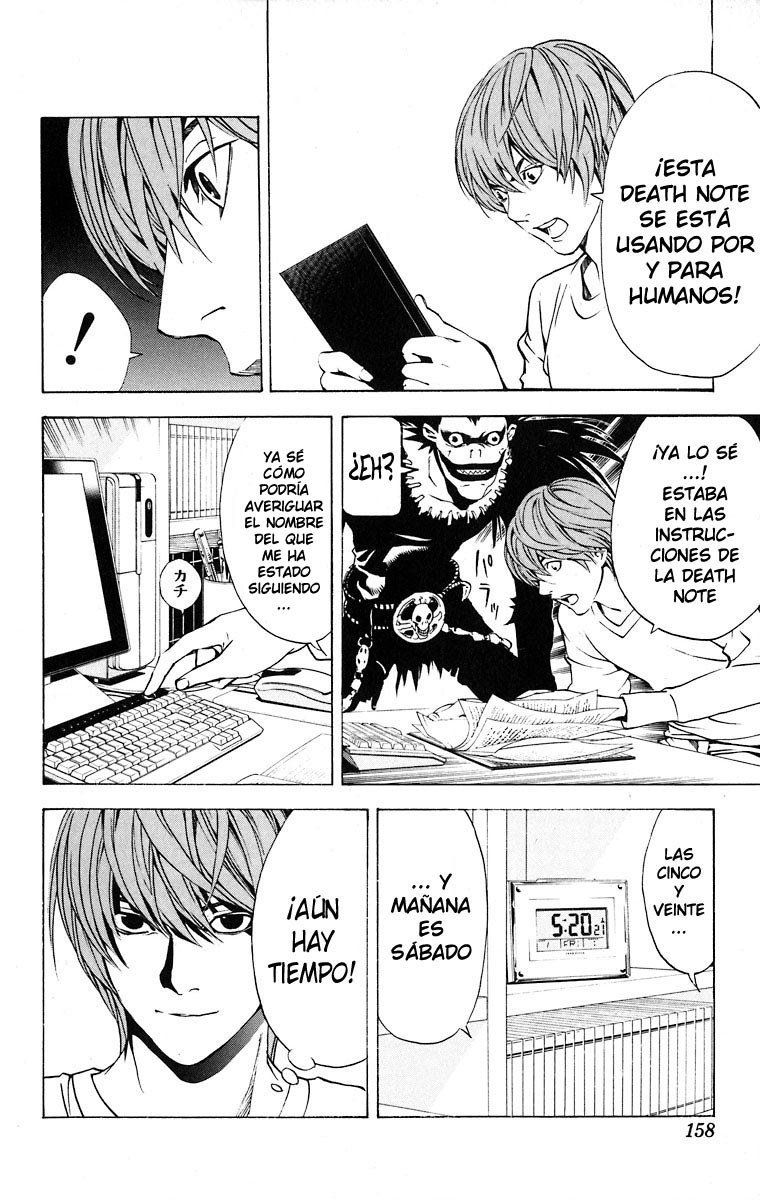 ¡ESTA
DEATH NOTE
SE ESTÁ
USANDO POR
Y PARA
HUMANOS!
!
¡YA LO SÉ
...!
ESTABA
EN LAS
INSTRUC-
CIONES DE
LA DEATH
NOTE
¿EH?
YA SÉ
CÓMO
PODRÍA
AVERIGUAR
EL NOMBRE
DEL QUE
ME HA
ESTADO
SIGUIENDO
...
カチ
LAS
CINCO
Y
VEINTE
...
5:20 21
FRI
... Y
MAÑANA
ES
SÁBADO
¡AÚN
HAY
TIEMPO!
158